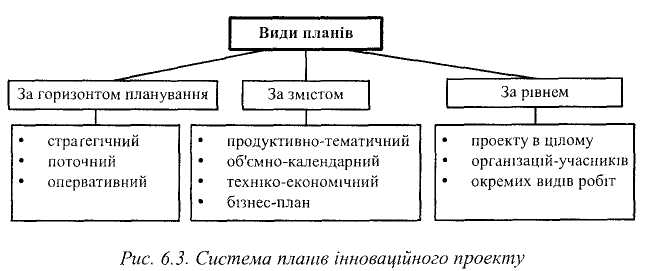 Види планів
За горизонтом планування
За змістом
За рівнем
• стратегічний
• поточний
• оперативний
• продуктивно-тематичний
• об'ємно-календарний
• техніко-економічний
• бізнес-план
• проекту в цілому
• організацій-учасників
• окремих видів робіт
Рис. 6.3. Система планів інноваційного проекту